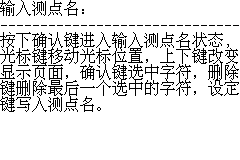 输入测点名：
按下确认键进入输入测点名状态，
光标键移动光标位置，上下键改变
显示页面，确认键选中字符，删除
键删除最后一个选中的字符，设定
键写入测点名。